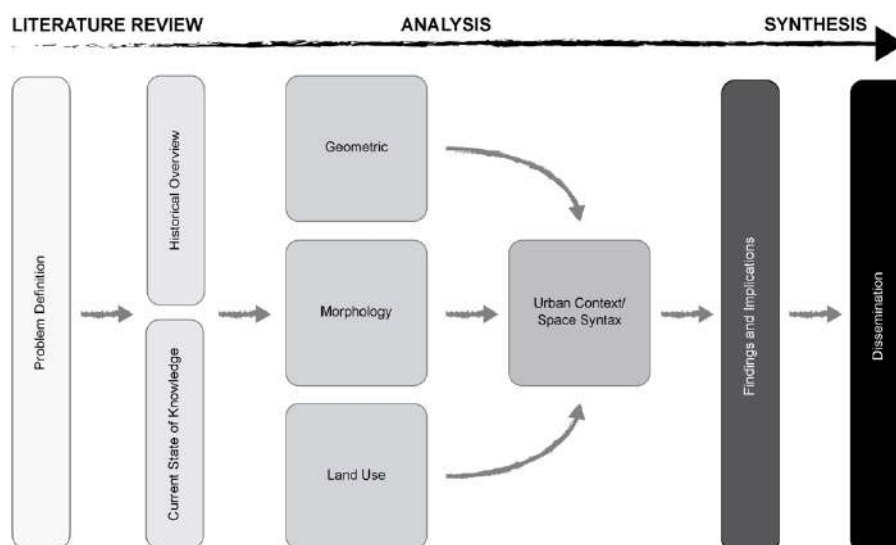 LITERATURE REVIEW
ANALYSIS
SYNTHESIS
Problem Definition
Historical Overview
Current State of Knowledge
Geometric
Morphology
Land Use
Urban Context/
Space Syntax
Findings and Implications
Dissemination